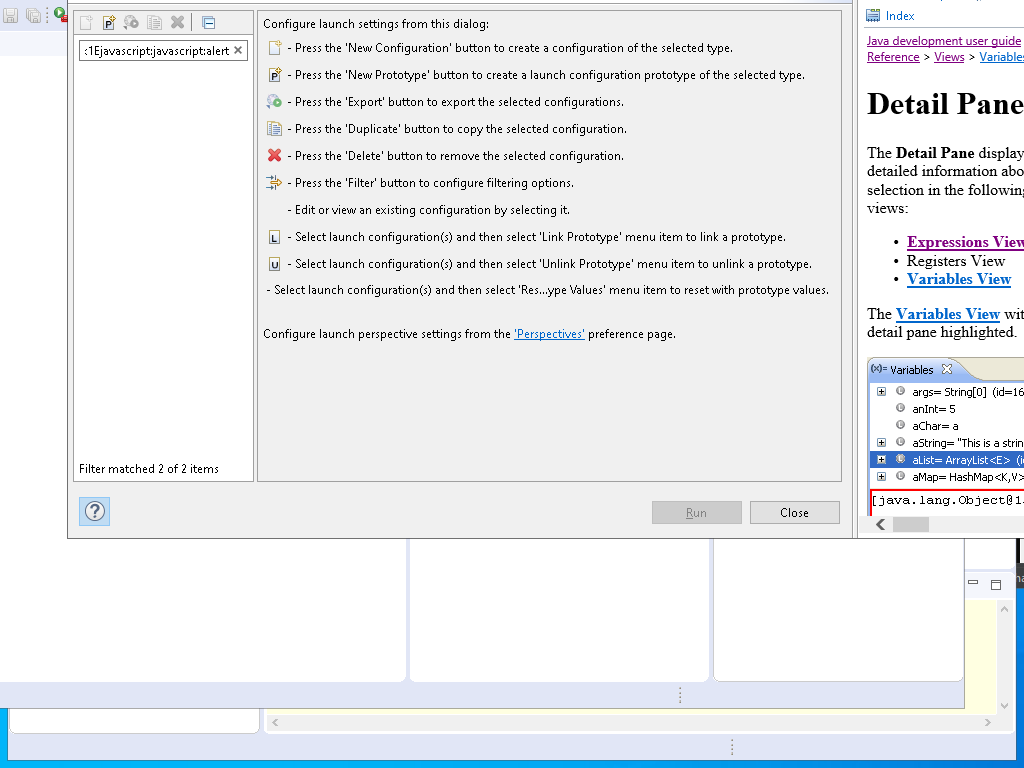 :1Ejavascript:javascript:alert
Filter matched 2 of 2 items
Configure launch settings from this dialog:
- Press the 'New Configuration' button to create a configuration of the selected type.
- Press the 'New Prototype' button to create a launch configuration prototype of the selected type.
- Press the 'Export' button to export the selected configurations.
- Press the 'Duplicate' button to copy the selected configuration.
- Press the 'Delete' button to remove the selected configuration.
- Press the 'Filter' button to configure filtering options.
- Edit or view an existing configuration by selecting it.
L - Select launch configuration(s) and then select 'Link Prototype' menu item to link a prototype.
U - Select launch configuration(s) and then select 'Unlink Prototype' menu item to unlink a prototype.
- Select launch configuration(s) and then select 'Res...ype Values' menu item to reset with prototype values.
Configure launch perspective settings from the 'Perspectives' preference page.
Run
Close
Index
Java development user guide
Reference > Views > Variables
Detail Pane
The Detail Pane display
detailed information abo
selection in the following
views:
• Expressions View
• Registers View
• Variables View
The Variables View wit
detail pane highlighted.
(x)= Variables
args= String[0] (id=16
anInt= 5
aChar= a
aString= "This is a strin
aList= ArrayList<E> (i
aMap= HashMap<K,V>
[java.lang.Object@1